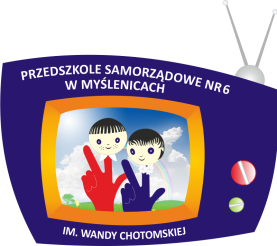 PRZEDSZKOLE SAMORZĄDOWE NR 6
W MYŚLENICACH
IM. WANDY CHOTOMSKIEJ